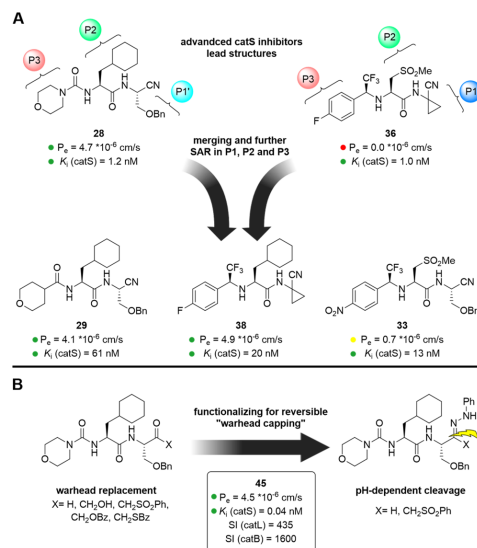 A
P2
P3
O
N
O
N
H
O
H
N
CN
P1'
OBn
28
Pe = 4.7 *10-6 cm/s
Ki (catS) = 1.2 nM
advandced catS inhibitors
lead structures
P2
P3
CF3
SO2Me
F
N
H
O
H
N
CN
P1
36
Pe = 0.0 *10-6 cm/s
Ki (catS) = 1.0 nM
merging and further
SAR in P1, P2 and P3
O
O
N
H
O
H
N
CN
OBn
29
Pe = 4.1 *10-6 cm/s
Ki (catS) = 61 nM
CF3
F
N
H
O
H
N
CN
38
Pe = 4.9 *10-6 cm/s
Ki (catS) = 20 nM
CF3
SO2Me
O2N
N
H
O
H
N
CN
OBn
33
Pe = 0.7 *10-6 cm/s
Ki (catS) = 13 nM
B
O
N
O
N
H
O
H
N
O
X
OBn
warhead replacement
X= H, CH2OH, CH2SO2Ph,
CH2OBz, CH2SBz
functionalizing for reversible
"warhead capping"
45
Pe = 4.5 *10-6 cm/s
Ki (catS) = 0.04 nM
SI (catL) = 435
SI (catB) = 1600
Ph
NH
N
O
N
O
N
H
O
H
N
X
OBn
pH-dependent cleavage
X= H, CH2SO2Ph